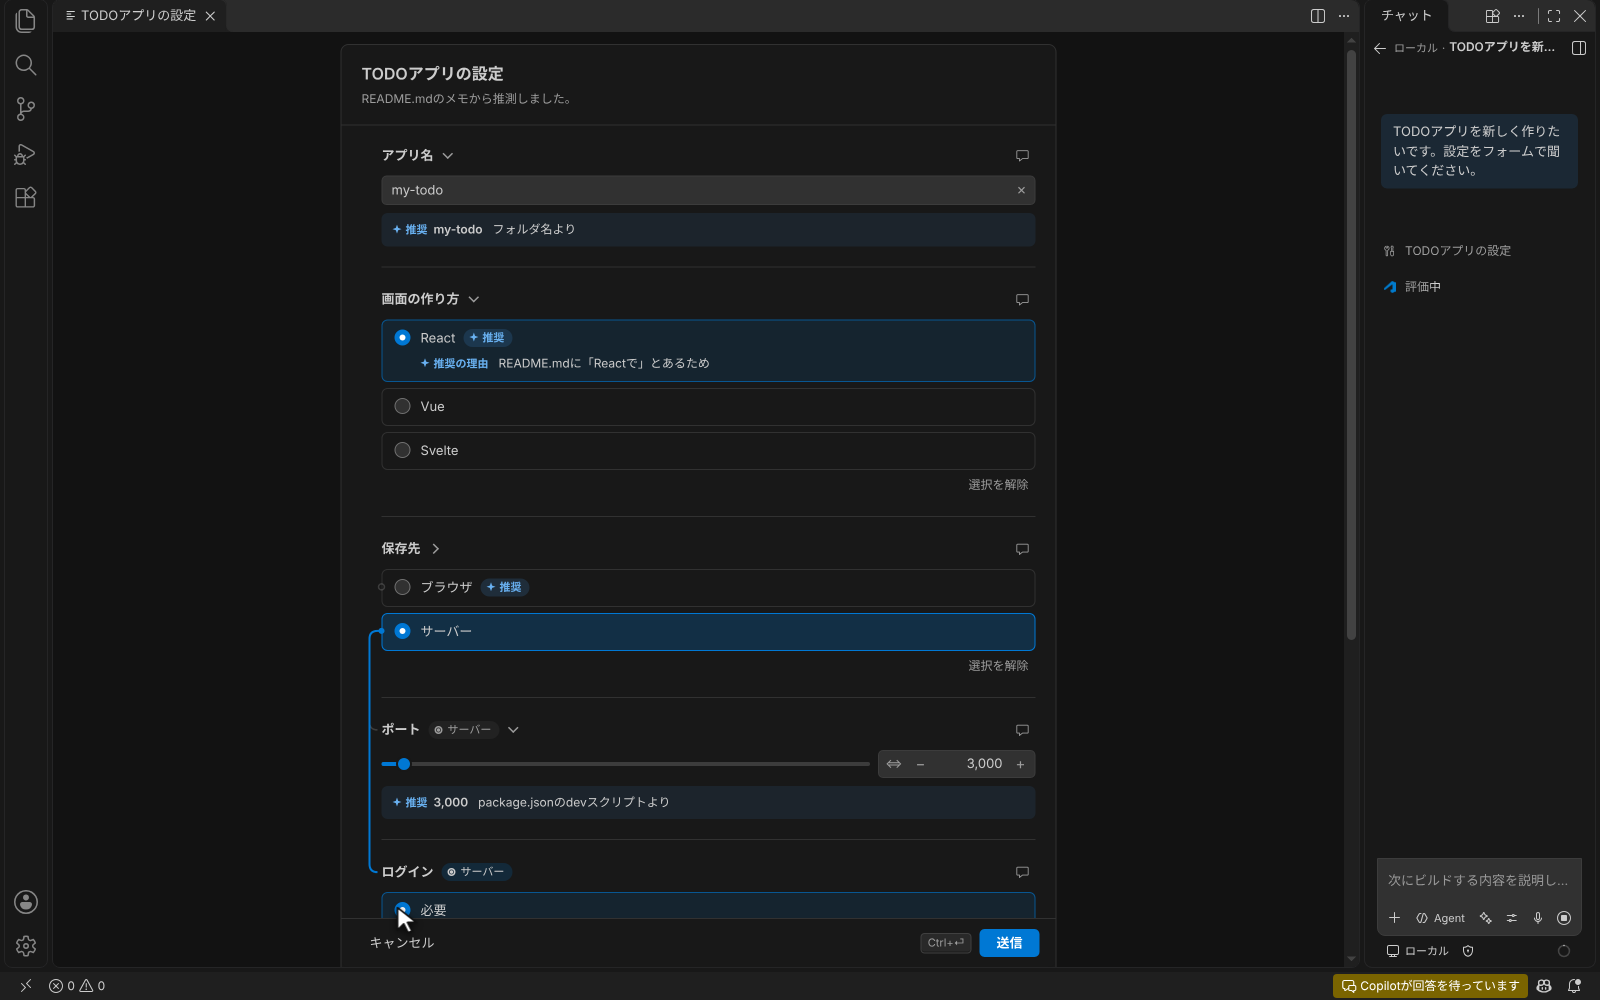 TODOアプリの設定
TODOアプリの設定
README.mdのメモから推測しました。
アプリ名
my-todo
推奨 my-todo フォルダ名より
画面の作り方
React 推奨
推奨の理由 README.mdに「Reactで」とあるため
Vue
Svelte
選択を解除
保存先
ブラウザ 推奨
サーバー
選択を解除
ポート サーバー
3,000
推奨 3,000 package.jsonのdevスクリプトより
ログイン サーバー
必要
キャンセル
Ctrl+⏎
送信
チャット
ローカル · TODOアプリを新...
TODOアプリを新しく作りた
いです。設定をフォームで聞
いてください。
TODOアプリの設定
評価中
次にビルドする内容を説明し...
Agent
ローカル
0 0
Copilotが回答を待っています